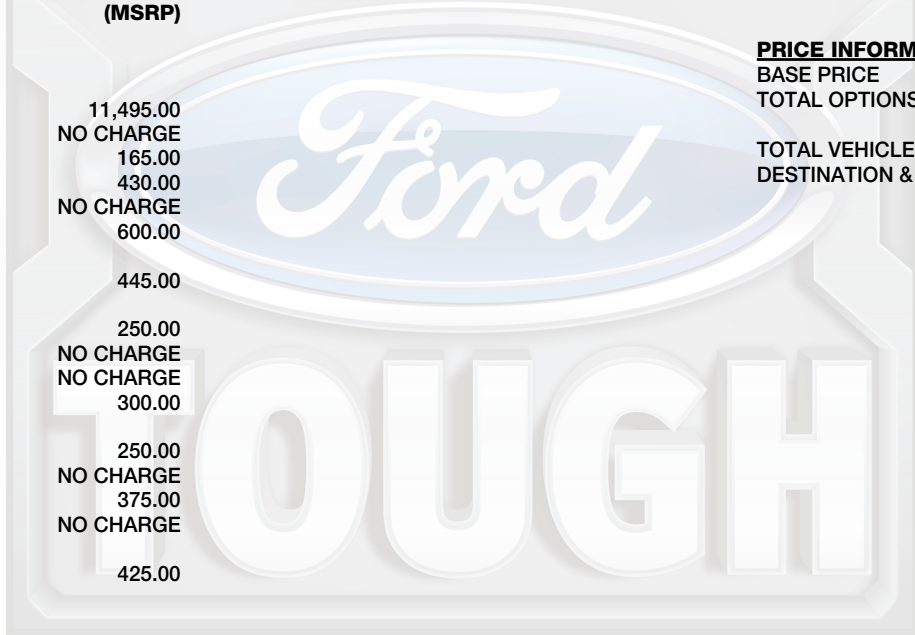 (MSRP)
PRICE INFORM
BASE PRICE
TOTAL OPTIONS
TOTAL VEHICLE
DESTINATION &
11,495.00
NO CHARGE
165.00
430.00
NO CHARGE
600.00
445.00
250.00
NO CHARGE
NO CHARGE
300.00
250.00
NO CHARGE
375.00
NO CHARGE
425.00
Ford
TOUGH